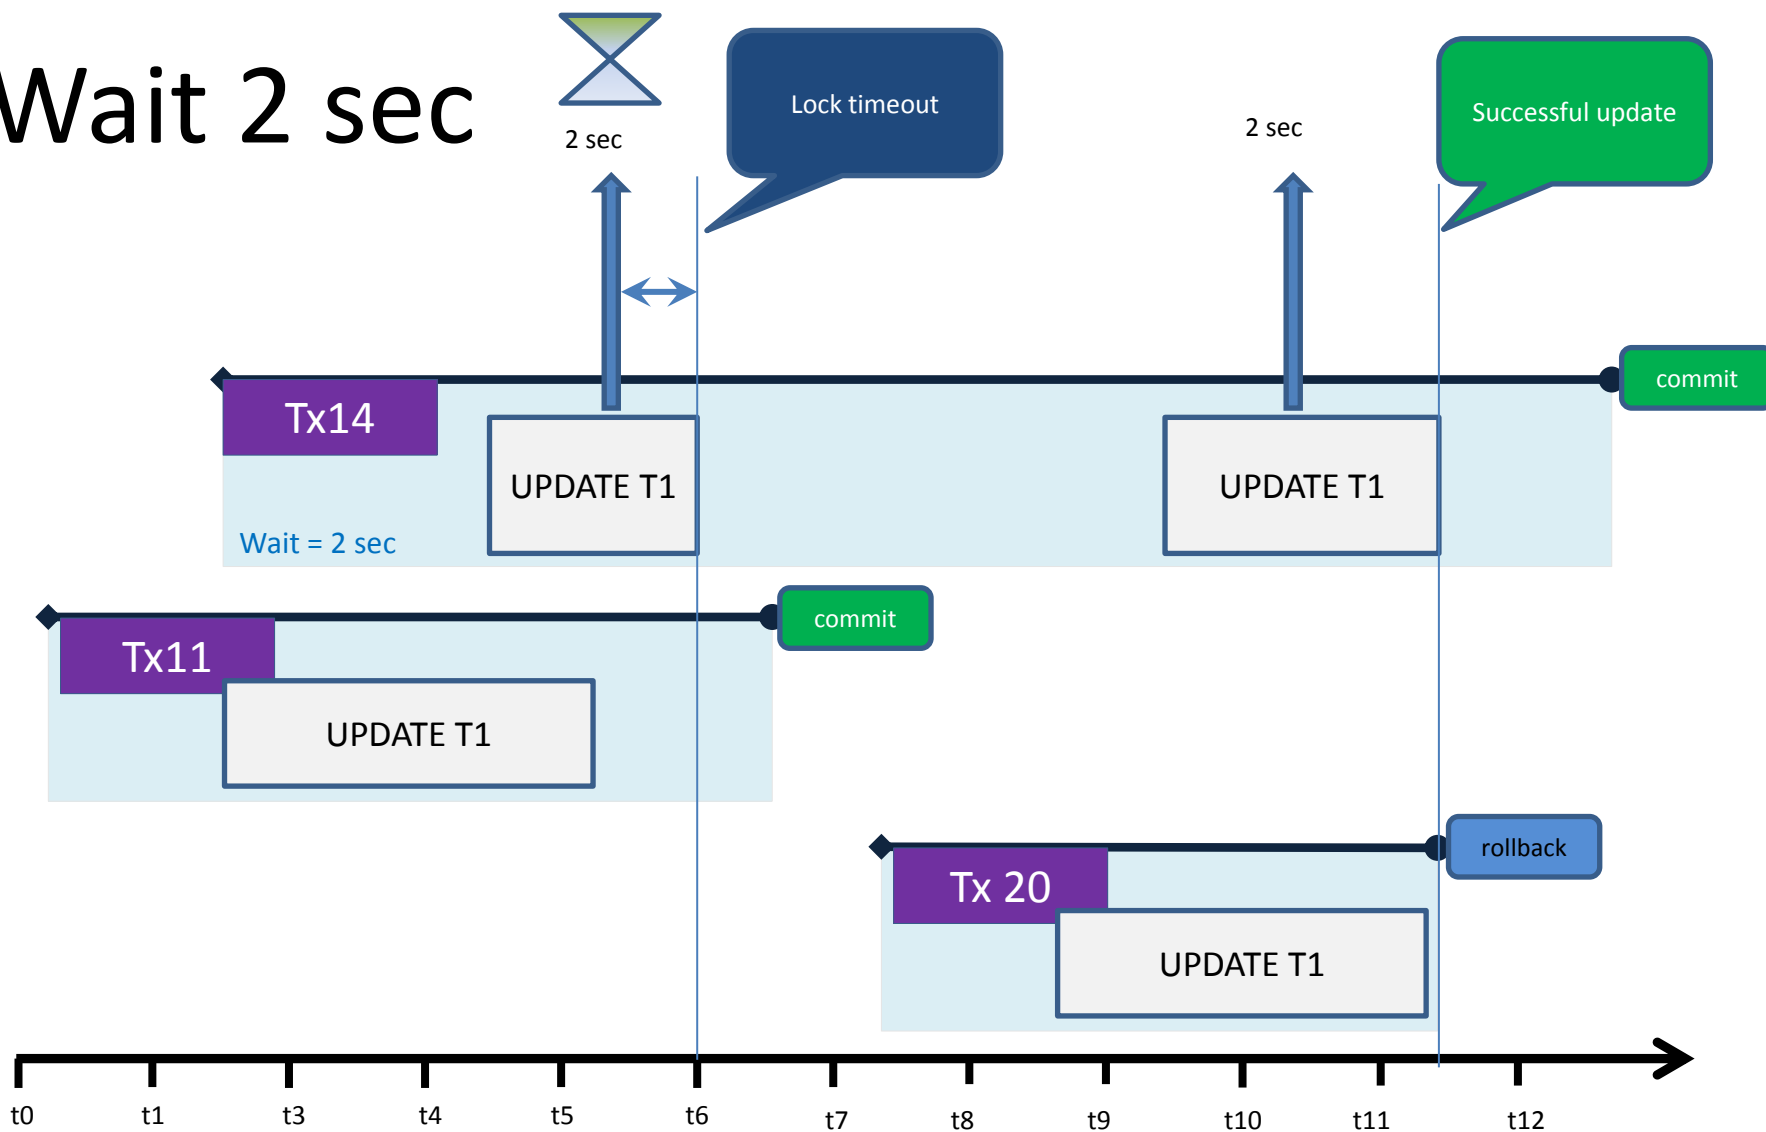 Wait 2 sec
2 sec
Lock timeout
2 sec
Successful update
commit
Tx14
UPDATE T1
UPDATE T1
Wait = 2 sec
commit
Tx11
UPDATE T1
rollback
Tx 20
UPDATE T1
t0 t1 t3 t4 t5 t6 t7 t8 t9 t10 t11 t12